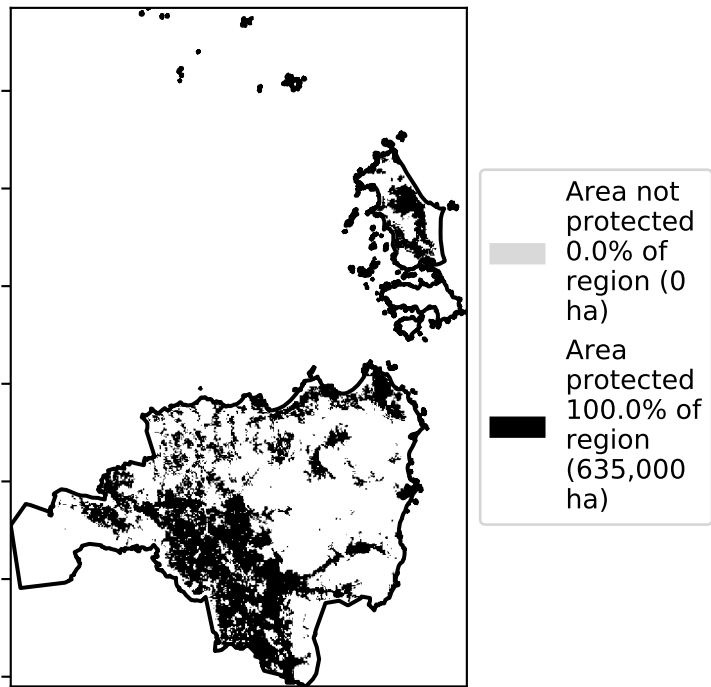 Area not
protected
0.0% of
region (0
ha)
Area
protected
100.0% of
region
(635,000
ha)